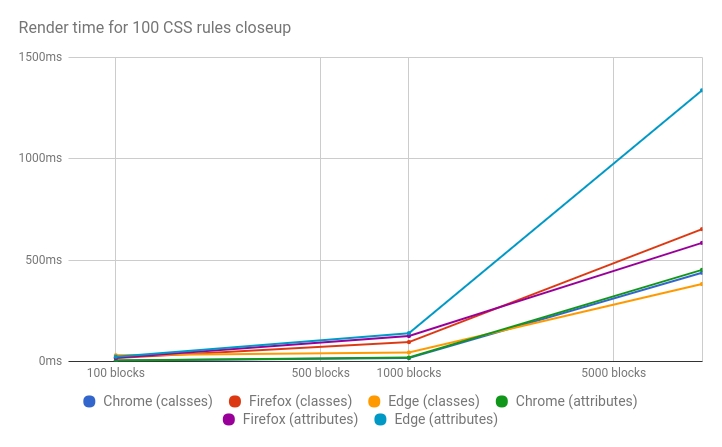 Render time for 100 CSS rules closeup
1500ms
1000ms
500ms
0ms
100 blocks 500 blocks 1000 blocks 5000 blocks
Chrome (calsses) Firefox (classes) Edge (classes) Chrome (attributes)
Firefox (attributes) Edge (attributes)